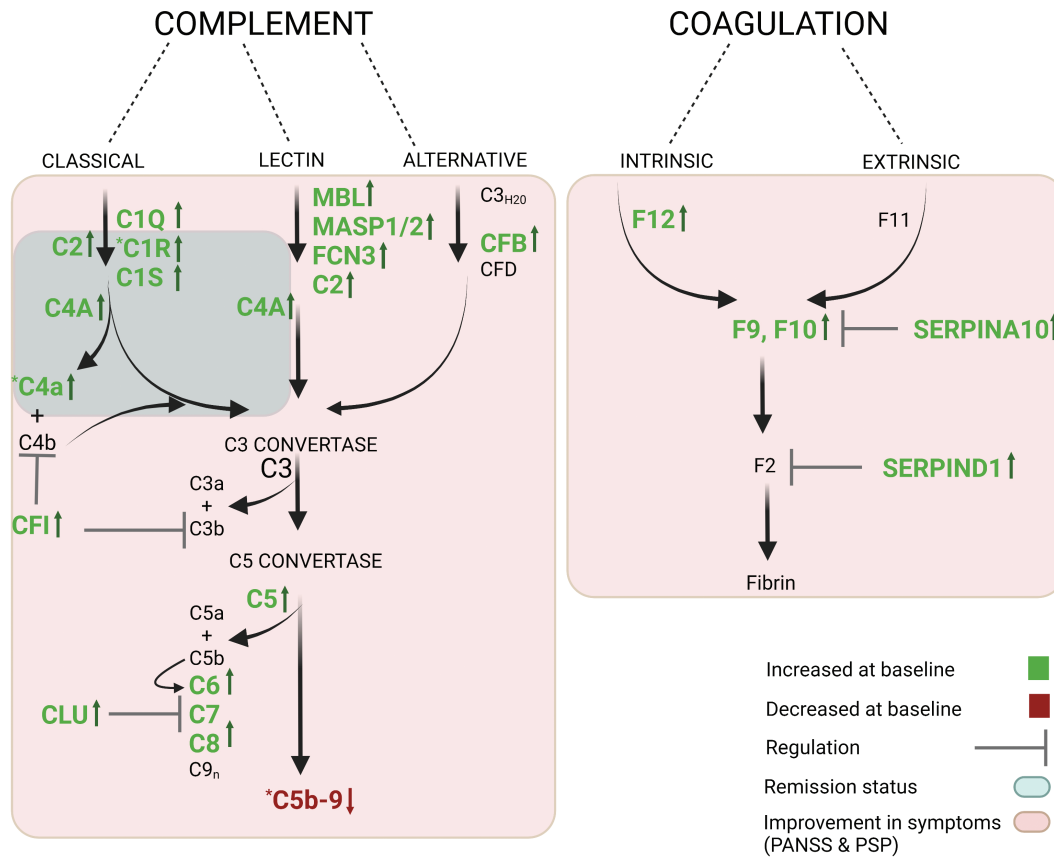 COMPLEMENT
COAGULATION
CLASSICAL
LECTIN
ALTERNATIVE
INTRINSIC
EXTRINSIC
C1Q
C2
*C1R
C1S
C4A
*C4a
+
C4b
CFI
MBL
MASP1/2
FCN3
C2
C4A
C3H20
CFB
CFD
C3 CONVERTASE
C3
C3a
+
C3b
C5 CONVERTASE
C5
C5a
+
C5b
C6
CLU
C7
C8
C9n
*C5b-9
F12
F11
F9, F10
SERPINA10
F2
SERPIND1
Fibrin
Increased at baseline
Decreased at baseline
Regulation
Remission status
Improvement in symptoms
(PANSS & PSP)